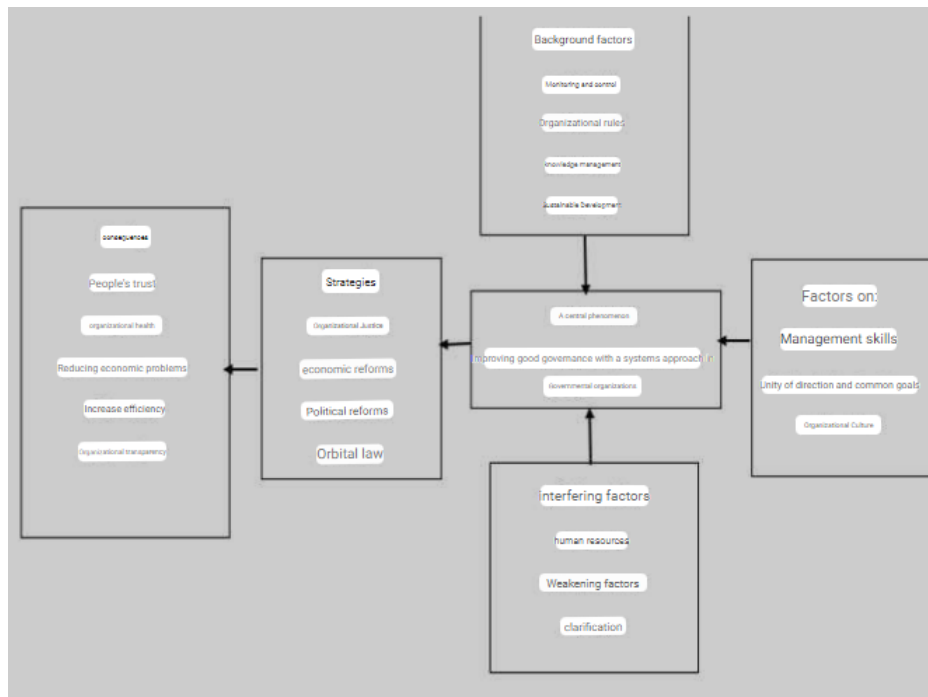 Background factors
Monitoring and control
Organizational rules
knowledge management
Sustainable Development
consequences
People's trust
organizational health
Reducing economic problems
Increase efficiency
Organizational transparency
Strategies
Organizational Justice
economic reforms
Political reforms
Orbital law
A central phenomenon
Improving good governance with a systems approach in
Governmental organizations
Factors on:
Management skills
Unity of direction and common goals
Organizational Culture
interfering factors
human resources
Weakening factors
clarification